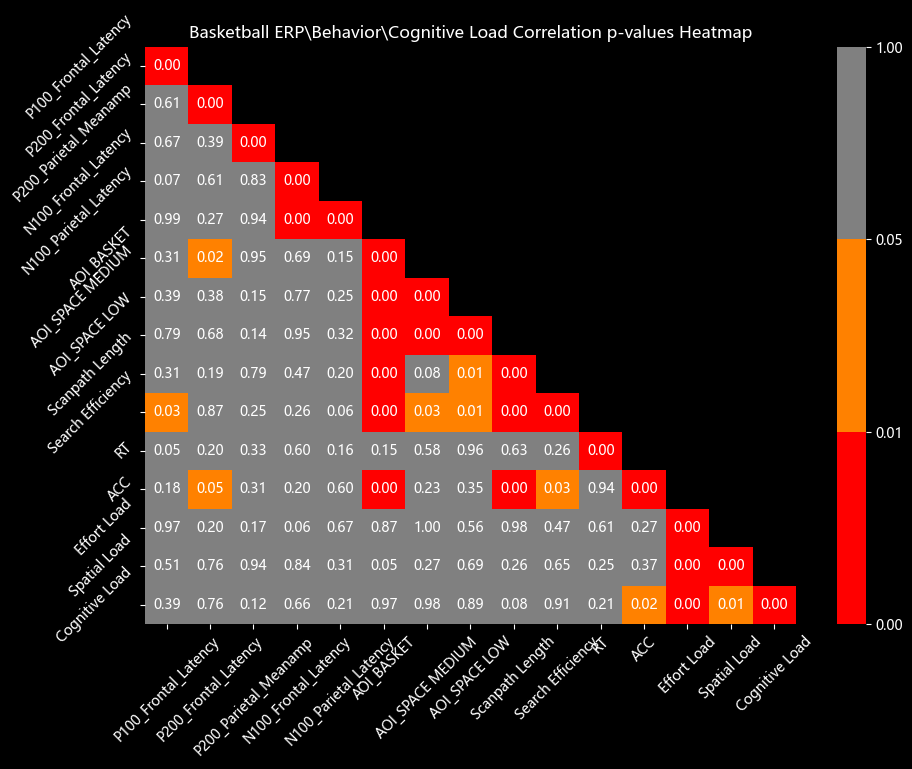 Basketball ERP\Behavior\Cognitive Load Correlation p-values Heatmap
P100_Frontal_Latency 0.00
P200_Frontal_Latency 0.61 0.00
P200_Parietal_Meanamp 0.67 0.39 0.00
N100_Frontal_Latency 0.07 0.61 0.83 0.00
N100_Parietal_Latency 0.99 0.27 0.94 0.00 0.00
AOI_BASKET 0.31 0.02 0.95 0.69 0.15 0.00
AOI_SPACE MEDIUM 0.39 0.38 0.15 0.77 0.25 0.00 0.00
AOI_SPACE LOW 0.79 0.68 0.14 0.95 0.32 0.00 0.00 0.00
Scanpath Length 0.31 0.19 0.79 0.47 0.20 0.00 0.08 0.01 0.00
Search Efficiency 0.03 0.87 0.25 0.26 0.06 0.00 0.03 0.01 0.00 0.00
RT 0.05 0.20 0.33 0.60 0.16 0.15 0.58 0.96 0.63 0.26 0.00
ACC 0.18 0.05 0.31 0.20 0.60 0.00 0.23 0.35 0.00 0.03 0.94 0.00
Effort Load 0.97 0.20 0.17 0.06 0.67 0.87 1.00 0.56 0.98 0.47 0.61 0.27 0.00
Spatial Load 0.51 0.76 0.94 0.84 0.31 0.05 0.27 0.69 0.26 0.65 0.25 0.37 0.00 0.00
Cognitive Load 0.39 0.76 0.12 0.66 0.21 0.97 0.98 0.89 0.08 0.91 0.21 0.02 0.00 0.01 0.00
P100_Frontal_Latency
P200_Frontal_Latency
P200_Parietal_Meanamp
N100_Frontal_Latency
N100_Parietal_Latency
AOI_BASKET
AOI_SPACE MEDIUM
AOI_SPACE LOW
Scanpath Length
Search Efficiency
RT
ACC
Effort Load
Spatial Load
Cognitive Load
1.00
0.05
0.01
0.00